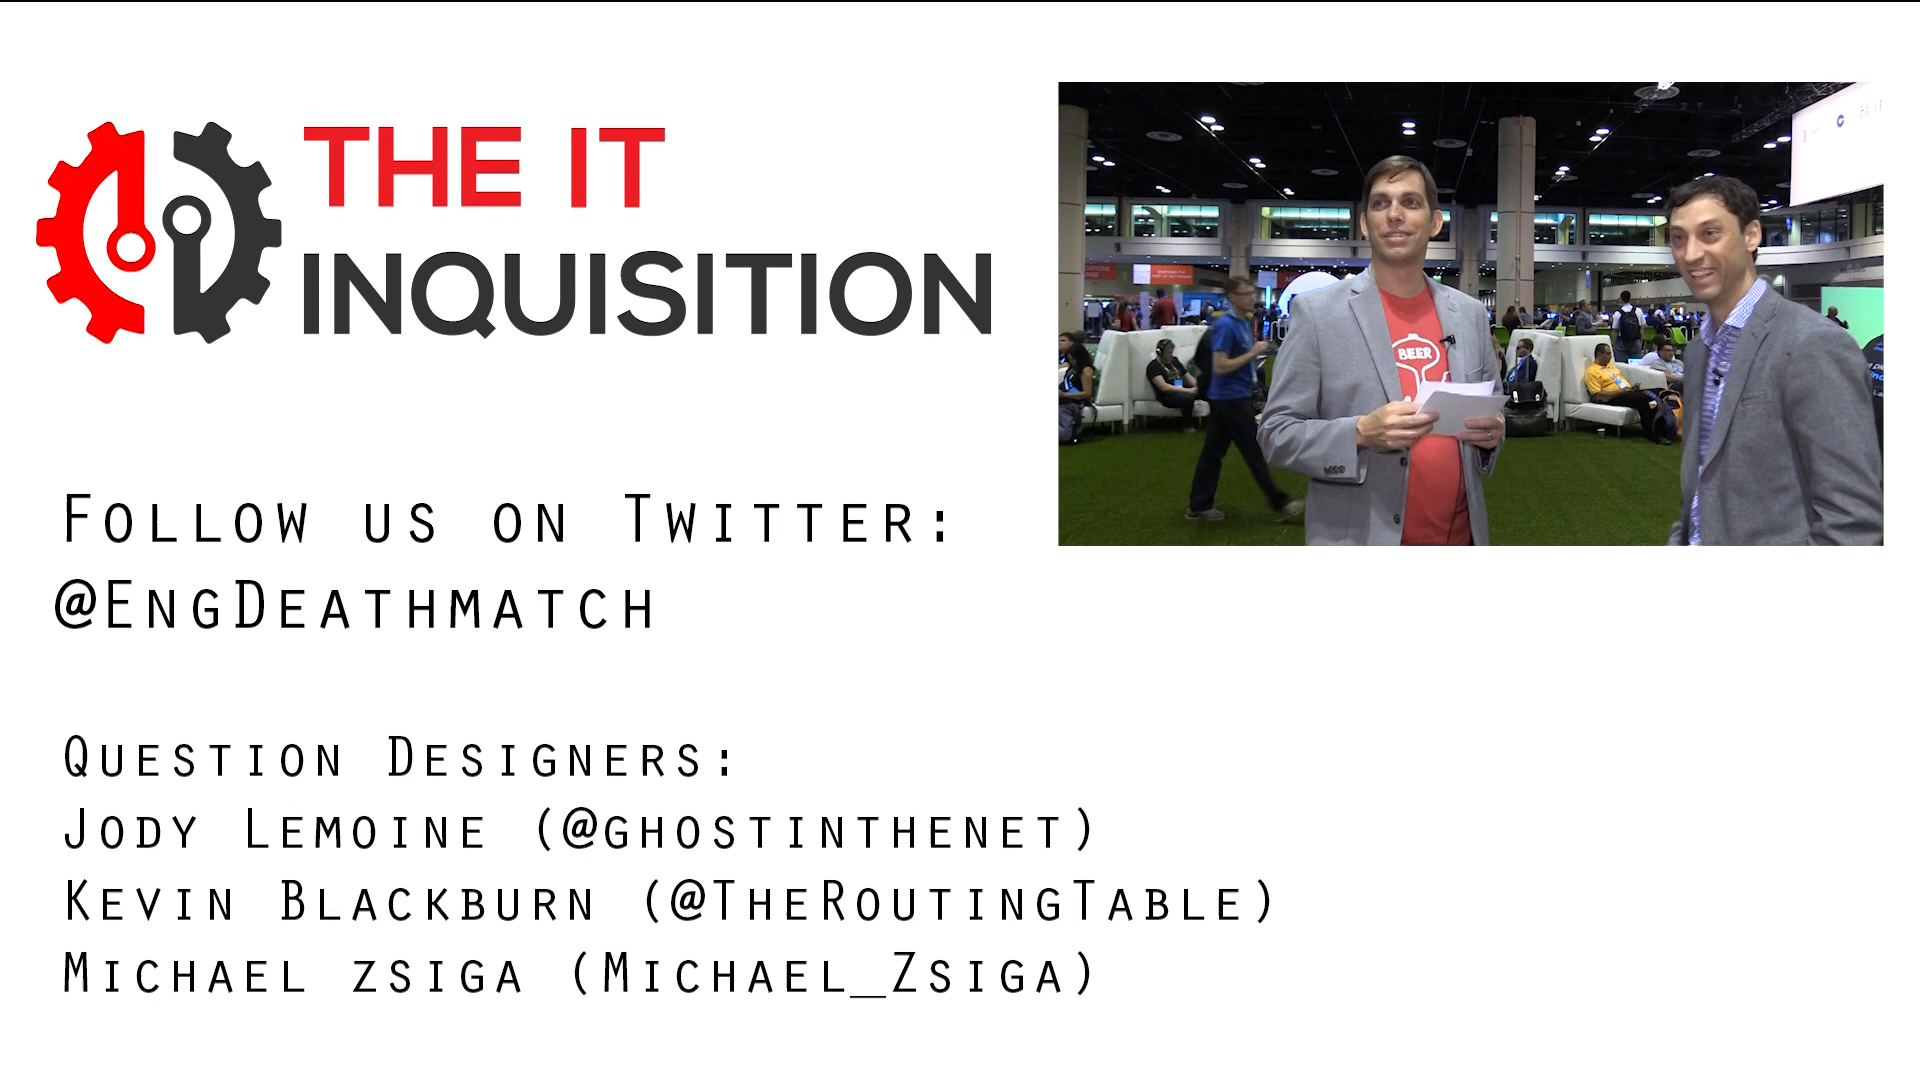 THE IT
INQUISITION
BEER
Follow us on Twitter:
@EngDeathmatch
Question Designers:
Jody Lemoine (@ghostinthenet)
Kevin Blackburn (@TheRoutingTable)
Michael zsiga (Michael_Zsiga)